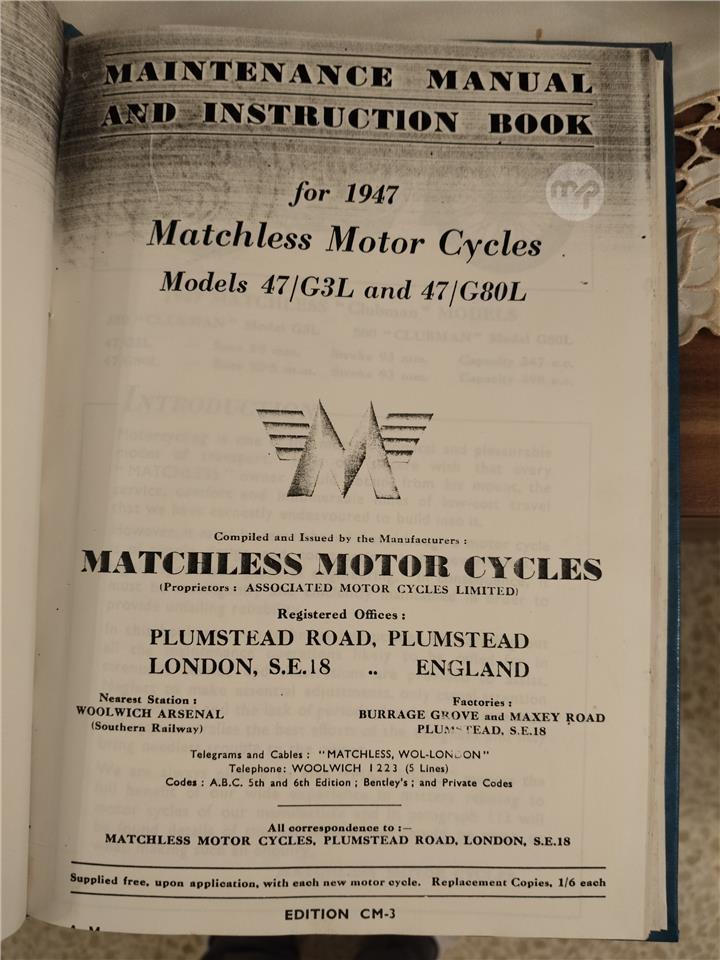 MAINTENANCE MANUAL
AND INSTRUCTION BOOK
mp
for 1947
Matchless Motor Cycles
Models 47/G3L and 47/G80L
M
Compiled and Issued by the Manufacturers :
MATCHLESS MOTOR CYCLES
(Proprietors : ASSOCIATED MOTOR CYCLES LIMITED)
Registered Offices :
PLUMSTEAD ROAD, PLUMSTEAD
LONDON, S.E.18 .. ENGLAND
Nearest Station :
WOOLWICH ARSENAL
(Southern Railway)
Factories :
BURRAGE GROVE and MAXEY ROAD
PLUMSTEAD, S.E.18
Telegrams and Cables : "MATCHLESS, WOL-LONDON"
Telephone: WOOLWICH 1223 (5 Lines)
Codes : A.B.C. 5th and 6th Edition ; Bentley's ; and Private Codes
All correspondence to :—
MATCHLESS MOTOR CYCLES, PLUMSTEAD ROAD, LONDON, S.E.18
Supplied free, upon application, with each new motor cycle. Replacement Copies, 1/6 each
EDITION CM-3